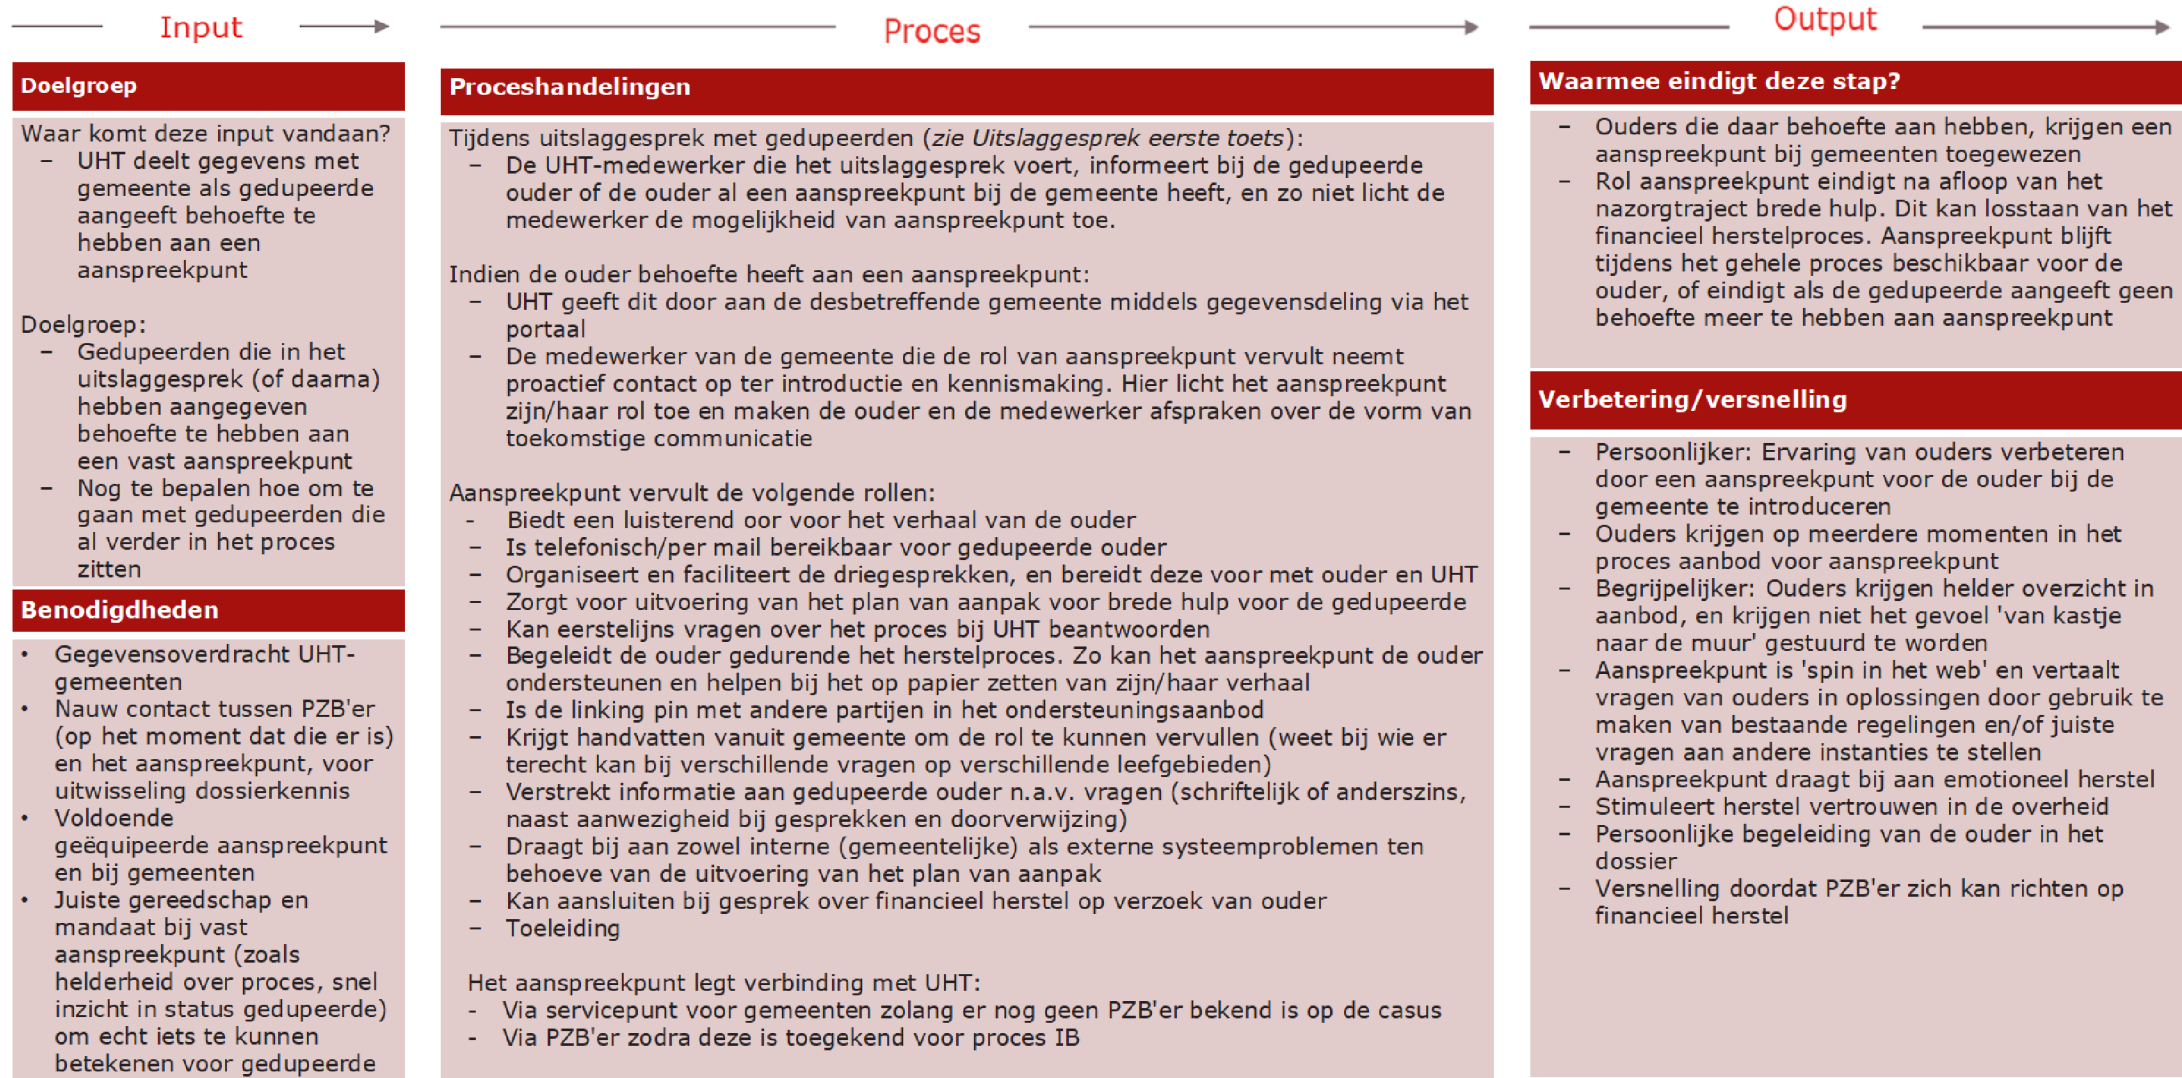 Input
Doelgroep
Waar komt deze input vandaan?
– UHT deelt gegevens met
gemeente als gedupeerde
aangeeft behoefte te
hebben aan een
aanspreekpunt
Doelgroep:
– Gedupeerden die in het
uitslaggesprek (of daarna)
hebben aangegeven
behoefte te hebben aan
een vast aanspreekpunt
– Nog te bepalen hoe om te
gaan met gedupeerden die
al verder in het proces
zitten
Benodigdheden
• Gegevensoverdracht UHT-
gemeenten
• Nauw contact tussen PZB'er
(op het moment dat die er is)
en het aanspreekpunt, voor
uitwisseling dossierkennis
• Voldoende
geëquipeerde aanspreekpunt
en bij gemeenten
• Juiste gereedschap en
mandaat bij vast
aanspreekpunt (zoals
helderheid over proces, snel
inzicht in status gedupeerde)
om echt iets te kunnen
betekenen voor gedupeerde
Proces
Proceshandelingen
Tijdens uitslaggesprek met gedupeerden (zie Uitslaggesprek eerste toets):
– De UHT-medewerker die het uitslaggesprek voert, informeert bij de gedupeerde
ouder of de ouder al een aanspreekpunt bij de gemeente heeft, en zo niet licht de
medewerker de mogelijkheid van aanspreekpunt toe.
Indien de ouder behoefte heeft aan een aanspreekpunt:
– UHT geeft dit door aan de desbetreffende gemeente middels gegevensdeling via het
portaal
– De medewerker van de gemeente die de rol van aanspreekpunt vervult neemt
proactief contact op ter introductie en kennismaking. Hier licht het aanspreekpunt
zijn/haar rol toe en maken de ouder en de medewerker afspraken over de vorm van
toekomstige communicatie
Aanspreekpunt vervult de volgende rollen:
- Biedt een luisterend oor voor het verhaal van de ouder
– Is telefonisch/per mail bereikbaar voor gedupeerde ouder
– Organiseert en faciliteert de driegesprekken, en bereidt deze voor met ouder en UHT
– Zorgt voor uitvoering van het plan van aanpak voor brede hulp voor de gedupeerde
– Kan eerstelijns vragen over het proces bij UHT beantwoorden
– Begeleidt de ouder gedurende het herstelproces. Zo kan het aanspreekpunt de ouder
ondersteunen en helpen bij het op papier zetten van zijn/haar verhaal
– Is de linking pin met andere partijen in het ondersteuningsaanbod
– Krijgt handvatten vanuit gemeente om de rol te kunnen vervullen (weet bij wie er
terecht kan bij verschillende vragen op verschillende leefgebieden)
– Verstrekt informatie aan gedupeerde ouder n.a.v. vragen (schriftelijk of anderszins,
naast aanwezigheid bij gesprekken en doorverwijzing)
– Draagt bij aan zowel interne (gemeentelijke) als externe systeemproblemen ten
behoeve van de uitvoering van het plan van aanpak
– Kan aansluiten bij gesprek over financieel herstel op verzoek van ouder
– Toeleiding
Het aanspreekpunt legt verbinding met UHT:
- Via servicepunt voor gemeenten zolang er nog geen PZB'er bekend is op de casus
- Via PZB'er zodra deze is toegekend voor proces IB
Output
Waarmee eindigt deze stap?
– Ouders die daar behoefte aan hebben, krijgen een
aanspreekpunt bij gemeenten toegewezen
– Rol aanspreekpunt eindigt na afloop van het
nazorgtraject brede hulp. Dit kan losstaan van het
financieel herstelproces. Aanspreekpunt blijft
tijdens het gehele proces beschikbaar voor de
ouder, of eindigt als de gedupeerde aangeeft geen
behoefte meer te hebben aan aanspreekpunt
Verbetering/versnelling
– Persoonlijker: Ervaring van ouders verbeteren
door een aanspreekpunt voor de ouder bij de
gemeente te introduceren
– Ouders krijgen op meerdere momenten in het
proces aanbod voor aanspreekpunt
– Begrijpelijker: Ouders krijgen helder overzicht in
aanbod, en krijgen niet het gevoel 'van kastje
naar de muur' gestuurd te worden
– Aanspreekpunt is 'spin in het web' en vertaalt
vragen van ouders in oplossingen door gebruik te
maken van bestaande regelingen en/of juiste
vragen aan andere instanties te stellen
– Aanspreekpunt draagt bij aan emotioneel herstel
– Stimuleert herstel vertrouwen in de overheid
– Persoonlijke begeleiding van de ouder in het
dossier
– Versnelling doordat PZB'er zich kan richten op
financieel herstel